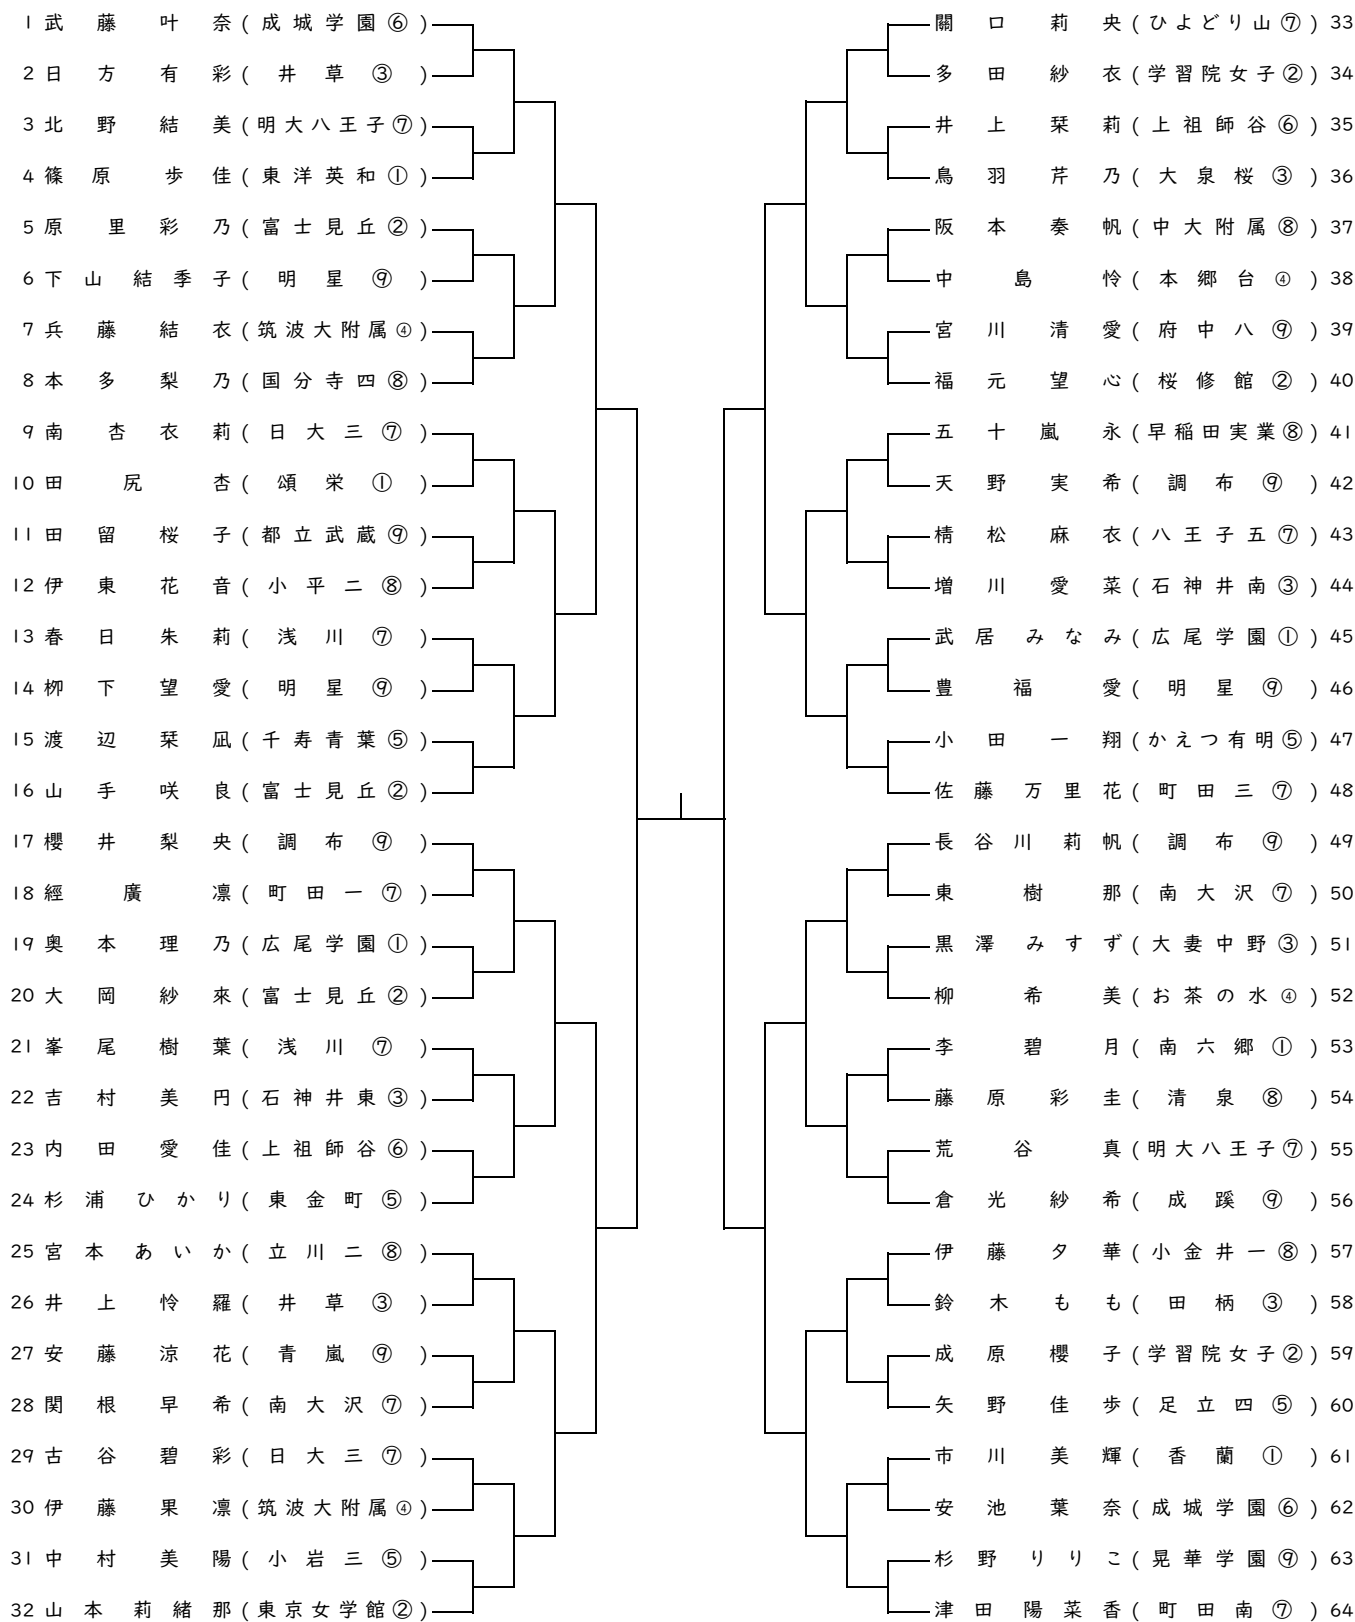 1 武藤叶奈 (成城学園⑥)
2 日方有彩 (井草③)
3 北野結美 (明大八王子⑦)
4 篠原歩佳 (東洋英和①)
5 原里彩乃 (富士見丘②)
6 下山結季子 (明星⑨)
7 兵藤結衣 (筑波大附属④)
8 本多梨乃 (国分寺四⑧)
9 南杏衣莉 (日大三⑦)
10 田尻杏 (頌栄①)
11 田留桜子 (都立武蔵⑨)
12 伊東花音 (小平二⑧)
13 春日朱莉 (浅川⑦)
14 栁下望愛 (明星⑨)
15 渡辺栞凪 (千寿青葉⑤)
16 山手咲良 (富士見丘②)
17 櫻井梨央 (調布⑨)
18 經廣凛 (町田一⑦)
19 奥本理乃 (広尾学園①)
20 大岡紗來 (富士見丘②)
21 峯尾樹葉 (浅川⑦)
22 吉村美円 (石神井東③)
23 内田愛佳 (上祖師谷⑥)
24 杉浦ひかり (東金町⑤)
25 宮本あいか (立川二⑧)
26 井上怜羅 (井草③)
27 安藤涼花 (青嵐⑨)
28 関根早希 (南大沢⑦)
29 古谷碧彩 (日大三⑦)
30 伊藤果凛 (筑波大附属④)
31 中村美陽 (小岩三⑤)
32 山本莉緒那 (東京女学館②)
關口莉央 (ひよどり山⑦) 33
多田紗衣 (学習院女子②) 34
井上栞莉 (上祖師谷⑥) 35
鳥羽芹乃 (大泉桜③) 36
阪本奏帆 (中大附属⑧) 37
中島怜 (本郷台④) 38
宮川清愛 (府中八⑨) 39
福元望心 (桜修館②) 40
五十嵐永 (早稲田実業⑧) 41
天野実希 (調布⑨) 42
棈松麻衣 (八王子五⑦) 43
増川愛菜 (石神井南③) 44
武居みなみ (広尾学園①) 45
豊福愛 (明星⑨) 46
小田一翔 (かえつ有明⑤) 47
佐藤万里花 (町田三⑦) 48
長谷川莉帆 (調布⑨) 49
東樹那 (南大沢⑦) 50
黒澤みすず (大妻中野③) 51
柳希美 (お茶の水④) 52
李碧月 (南六郷①) 53
藤原彩圭 (清泉⑧) 54
荒谷真 (明大八王子⑦) 55
倉光紗希 (成蹊⑨) 56
伊藤夕華 (小金井一⑧) 57
鈴木もも (田柄③) 58
成原櫻子 (学習院女子②) 59
矢野佳歩 (足立四⑤) 60
市川美輝 (香蘭①) 61
安池葉奈 (成城学園⑥) 62
杉野りりこ (晃華学園⑨) 63
津田陽菜香 (町田南⑦) 64